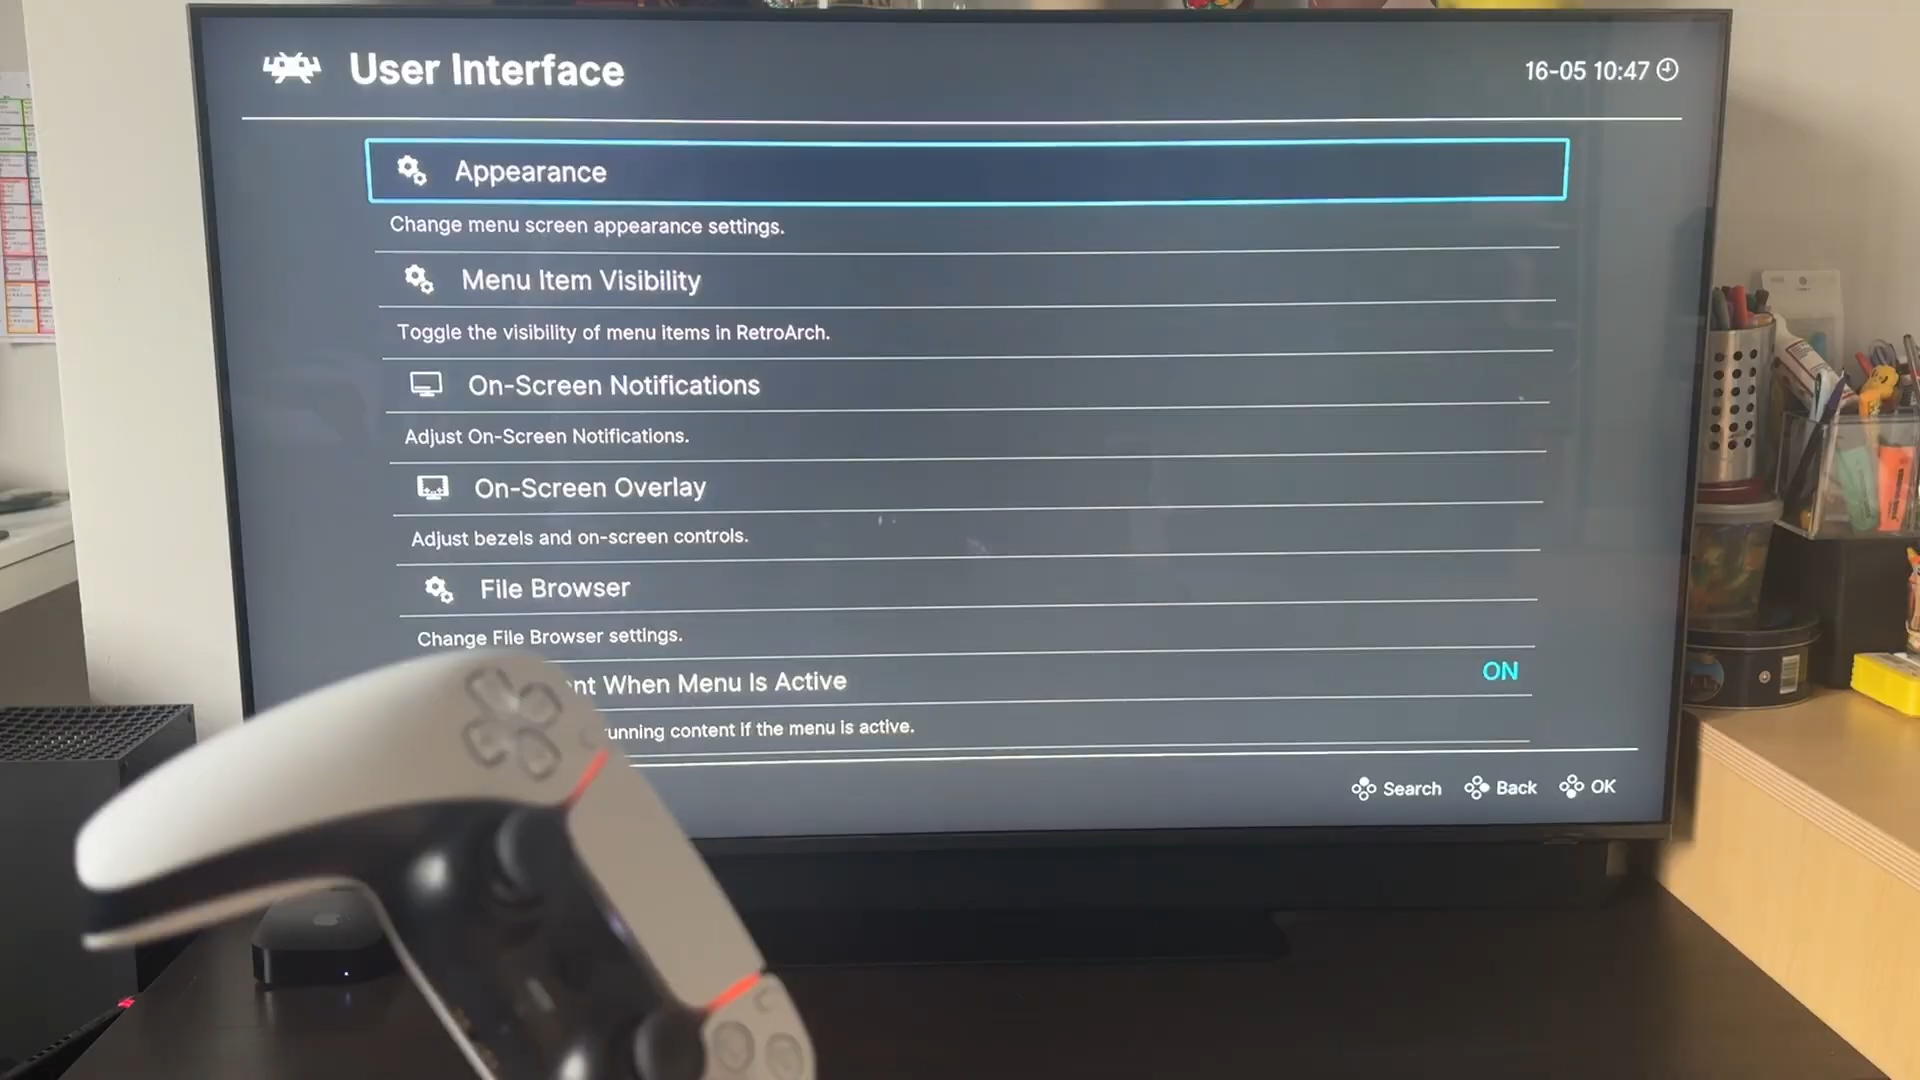 User Interface
16-05 10:47
Appearance
Change menu screen appearance settings.
Menu Item Visibility
Toggle the visibility of menu items in RetroArch.
On-Screen Notifications
Adjust On-Screen Notifications.
On-Screen Overlay
Adjust bezels and on-screen controls.
File Browser
Change File Browser settings.
When Menu Is Active ON
content if the menu is active.
Search Back OK